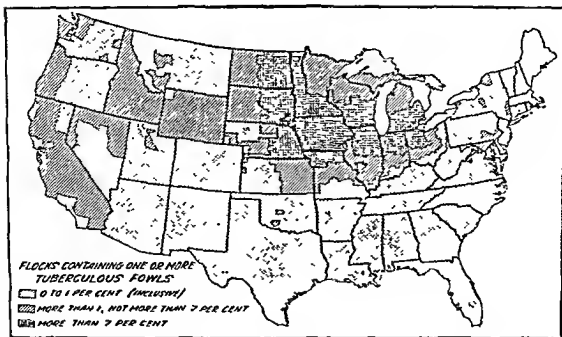 FLOCKS CONTAINING ONE OR MORE
TUBERCULOUS FOWLS
0 TO 1 PER CENT (INCLUSIVE)
MORE THAN 1, NOT MORE THAN 7 PER CENT
MORE THAN 7 PER CENT